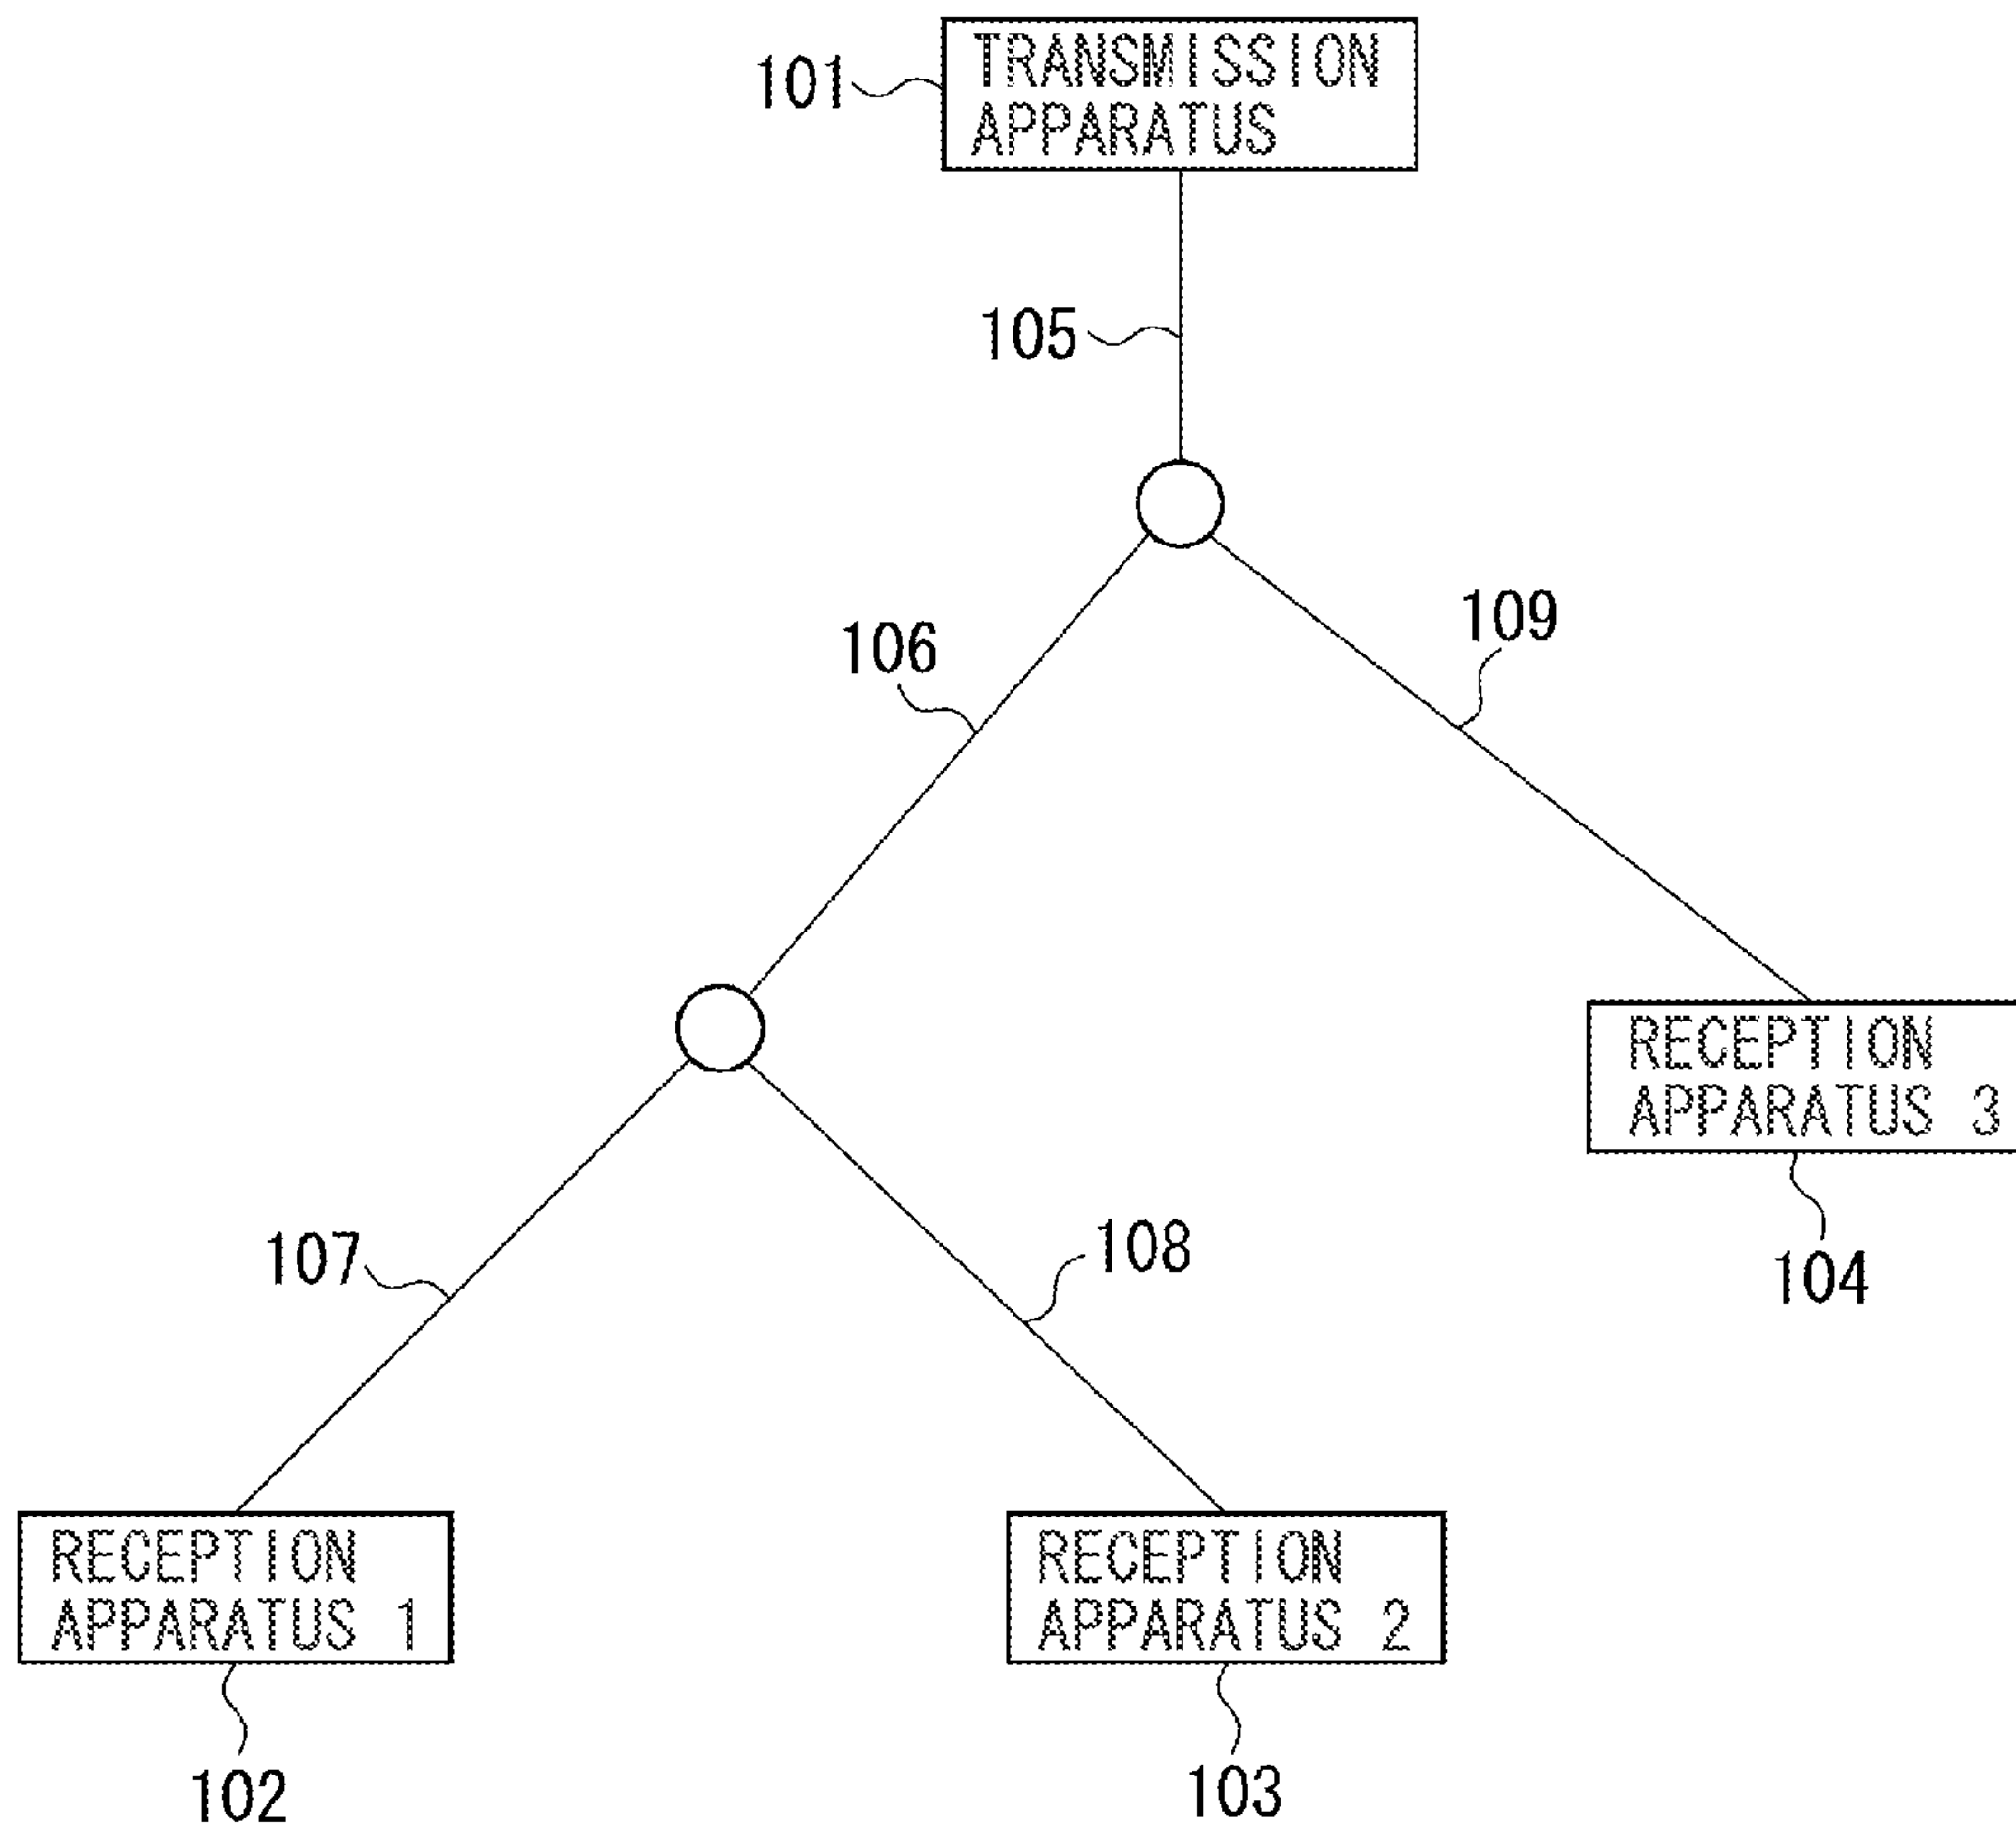 101
TRANSMISSION
APPARATUS
105
106
109
RECEPTION
APPARATUS 3
104
107
108
RECEPTION
APPARATUS 1
RECEPTION
APPARATUS 2
102
103